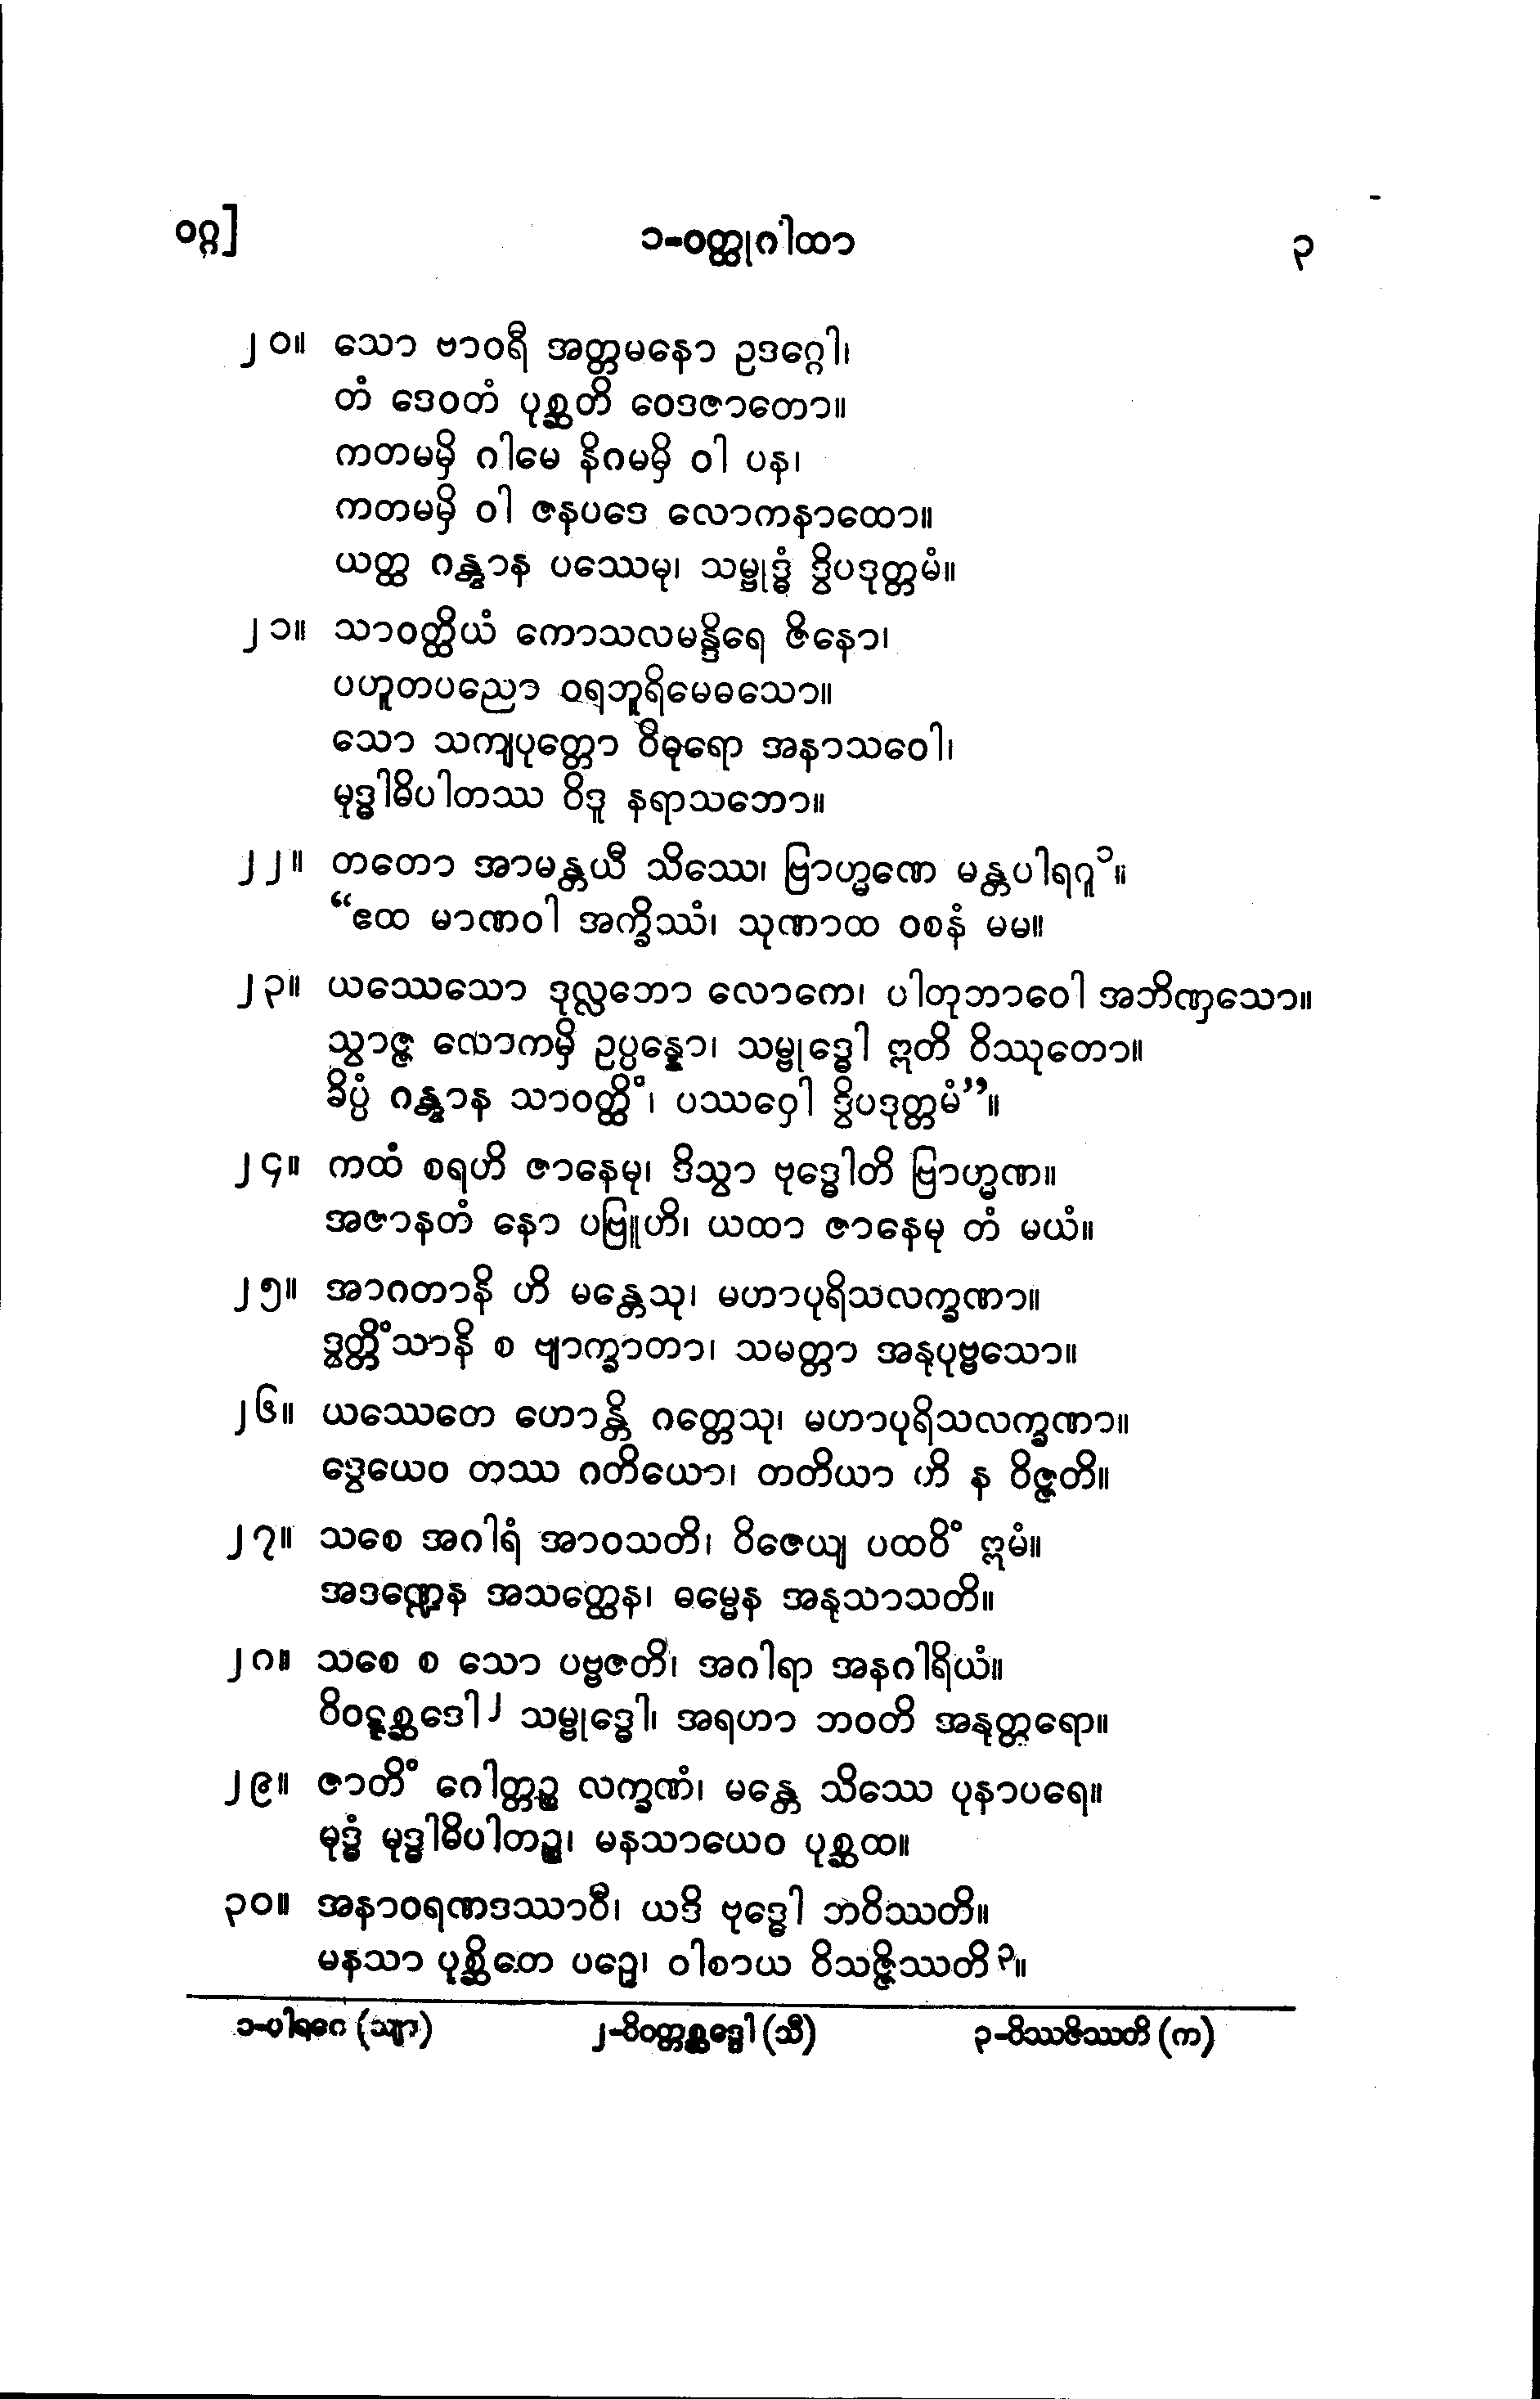 ဝဂ္ဂ]
၁-ဝတ္ထုဂါထာ
၃
၂၀။ သော ဗာဝရီ အတ္တမနော ဥဒဂ္ဂေါ၊
တံ ဒေဝတံ ပုစ္ဆတိ ဝေဒဇာတော။
ကတမမှိ ဂါမေ နိဂမမှိ ဝါ ပန၊
ကတမမှိ ဝါ ဇနပဒေ လောကနာထော။
ယတ္ထ ဂန္တွာန ပဿေမု၊ သမ္ဗုဒ္ဓံ ဒွိပဒုတ္တမံ။
၂၁။ သာဝတ္ထိယံ ကောသလမန္ဒိရေ ဇိနော၊
ပဟူတပညော ဝရဘူရိမေဓသော။
သော သကျပုတ္တော ဝိဓုရော အနာသဝေါ၊
မုဒ္ဓါဓိပါတဿ ဝိဒူ နရာသဘော။
၂၂။ တတော အာမန္တယီ သိဿေ၊ ဗြာဟ္မဏေ မန္တပါရဂူ၁။
“ဧထ မာဏဝါ အက္ခိဿံ၊ သုဏာထ ဝစနံ မမ။
၂၃။ ယဿေသော ဒုလ္လဘော လောကေ၊ ပါတုဘာဝေါ အဘိဏှသော။
သွာဇ္ဇ လောကမှိ ဥပ္ပန္နော၊ သမ္ဗုဒ္ဓေါ ဣတိ ဝိဿုတော။
ခိပ္ပံ ဂန္တွာန သာဝတ္ထိံ၊ ပဿဝှေါ ဒွိပဒုတ္တမံ”။
၂၄။ ကထံ စရဟိ ဇာနေမု၊ ဒိသွာ ဗုဒ္ဓေါတိ ဗြာဟ္မဏ။
အဇာနတံ နော ပဗြူဟိ၊ ယထာ ဇာနေမု တံ မယံ။
၂၅။ အာဂတာနိ ဟိ မန္တေသု၊ မဟာပုရိသလက္ခဏာ။
ဒွတ္တိံသာနိ စ ဗျာက္ခာတာ၊ သမတ္တာ အနုပုဗ္ဗသော။
၂၆။ ယဿေတေ ဟောန္တိ ဂတ္တေသု၊ မဟာပုရိသလက္ခဏာ။
ဒွေယေဝ တဿ ဂတိယော၊ တတိယာ ဟိ န ဝိဇ္ဇတိ။
၂၇။ သစေ အဂါရံ အာဝသတိ၊ ဝိဇေယျ ပထဝိံ ဣမံ။
အဒဏ္ဍေန အသတ္ထေန၊ ဓမ္မေန အနုသာသတိ။
၂၈။ သစေ စ သော ပဗ္ဗဇတိ၊ အဂါရာ အနဂါရိယံ။
ဝိဝဋ္ဋစ္ဆဒေါ၂ သမ္ဗုဒ္ဓေါ၊ အရဟာ ဘဝတိ အနုတ္တရော။
၂၉။ ဇာတိံ ဂေါတ္တဉ္စ လက္ခဏံ၊ မန္တေ သိဿေ ပုနာပရေ။
မုဒ္ဓံ မုဒ္ဓါဓိပါတဉ္စ၊ မနသာယေဝ ပုစ္ဆထ။
၃၀။ အနာဝရဏဒဿာဝီ၊ ယဒိ ဗုဒ္ဓေါ ဘဝိဿတိ။
မနသာ ပုစ္ဆိတေ ပဉှေ၊ ဝါစာယ ဝိသဇ္ဇိဿတိ၃။
၁-ပါရဂေ (သျာ)
၂-ဝိဝတ္တစ္ဆဒ္ဒေါ (သီ)
၃-ဝိဿဇိဿတိ (က)